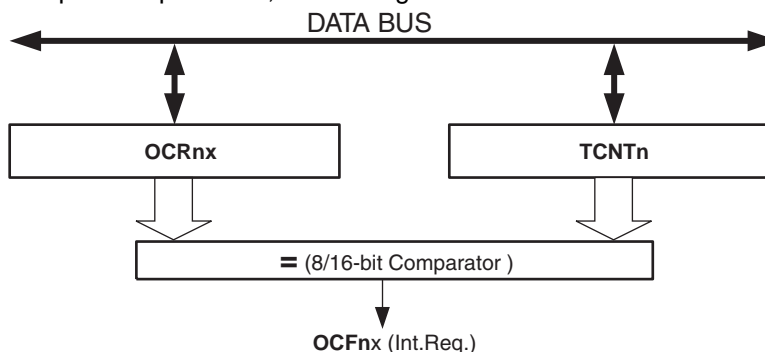 DATA BUS
OCRnx
TCNTn
= (8/16-bit Comparator )
OCFnx (Int.Req.)